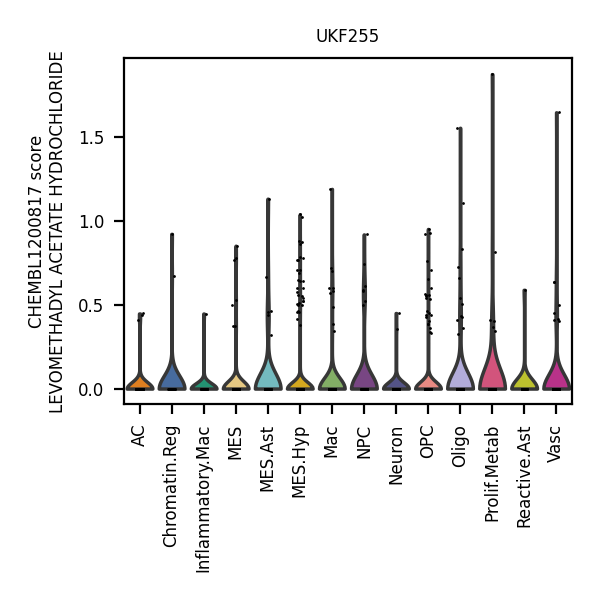 UKF255
CHEMBL1200817 score
LEVOMETHADYL ACETATE HYDROCHLORIDE
1.5
1.0
0.5
0.0
AC
Chromatin.Reg
Inflammatory.Mac
MES
MES.Ast
MES.Hyp
Mac
NPC
Neuron
OPC
Oligo
Prolif.Metab
Reactive.Ast
Vasc